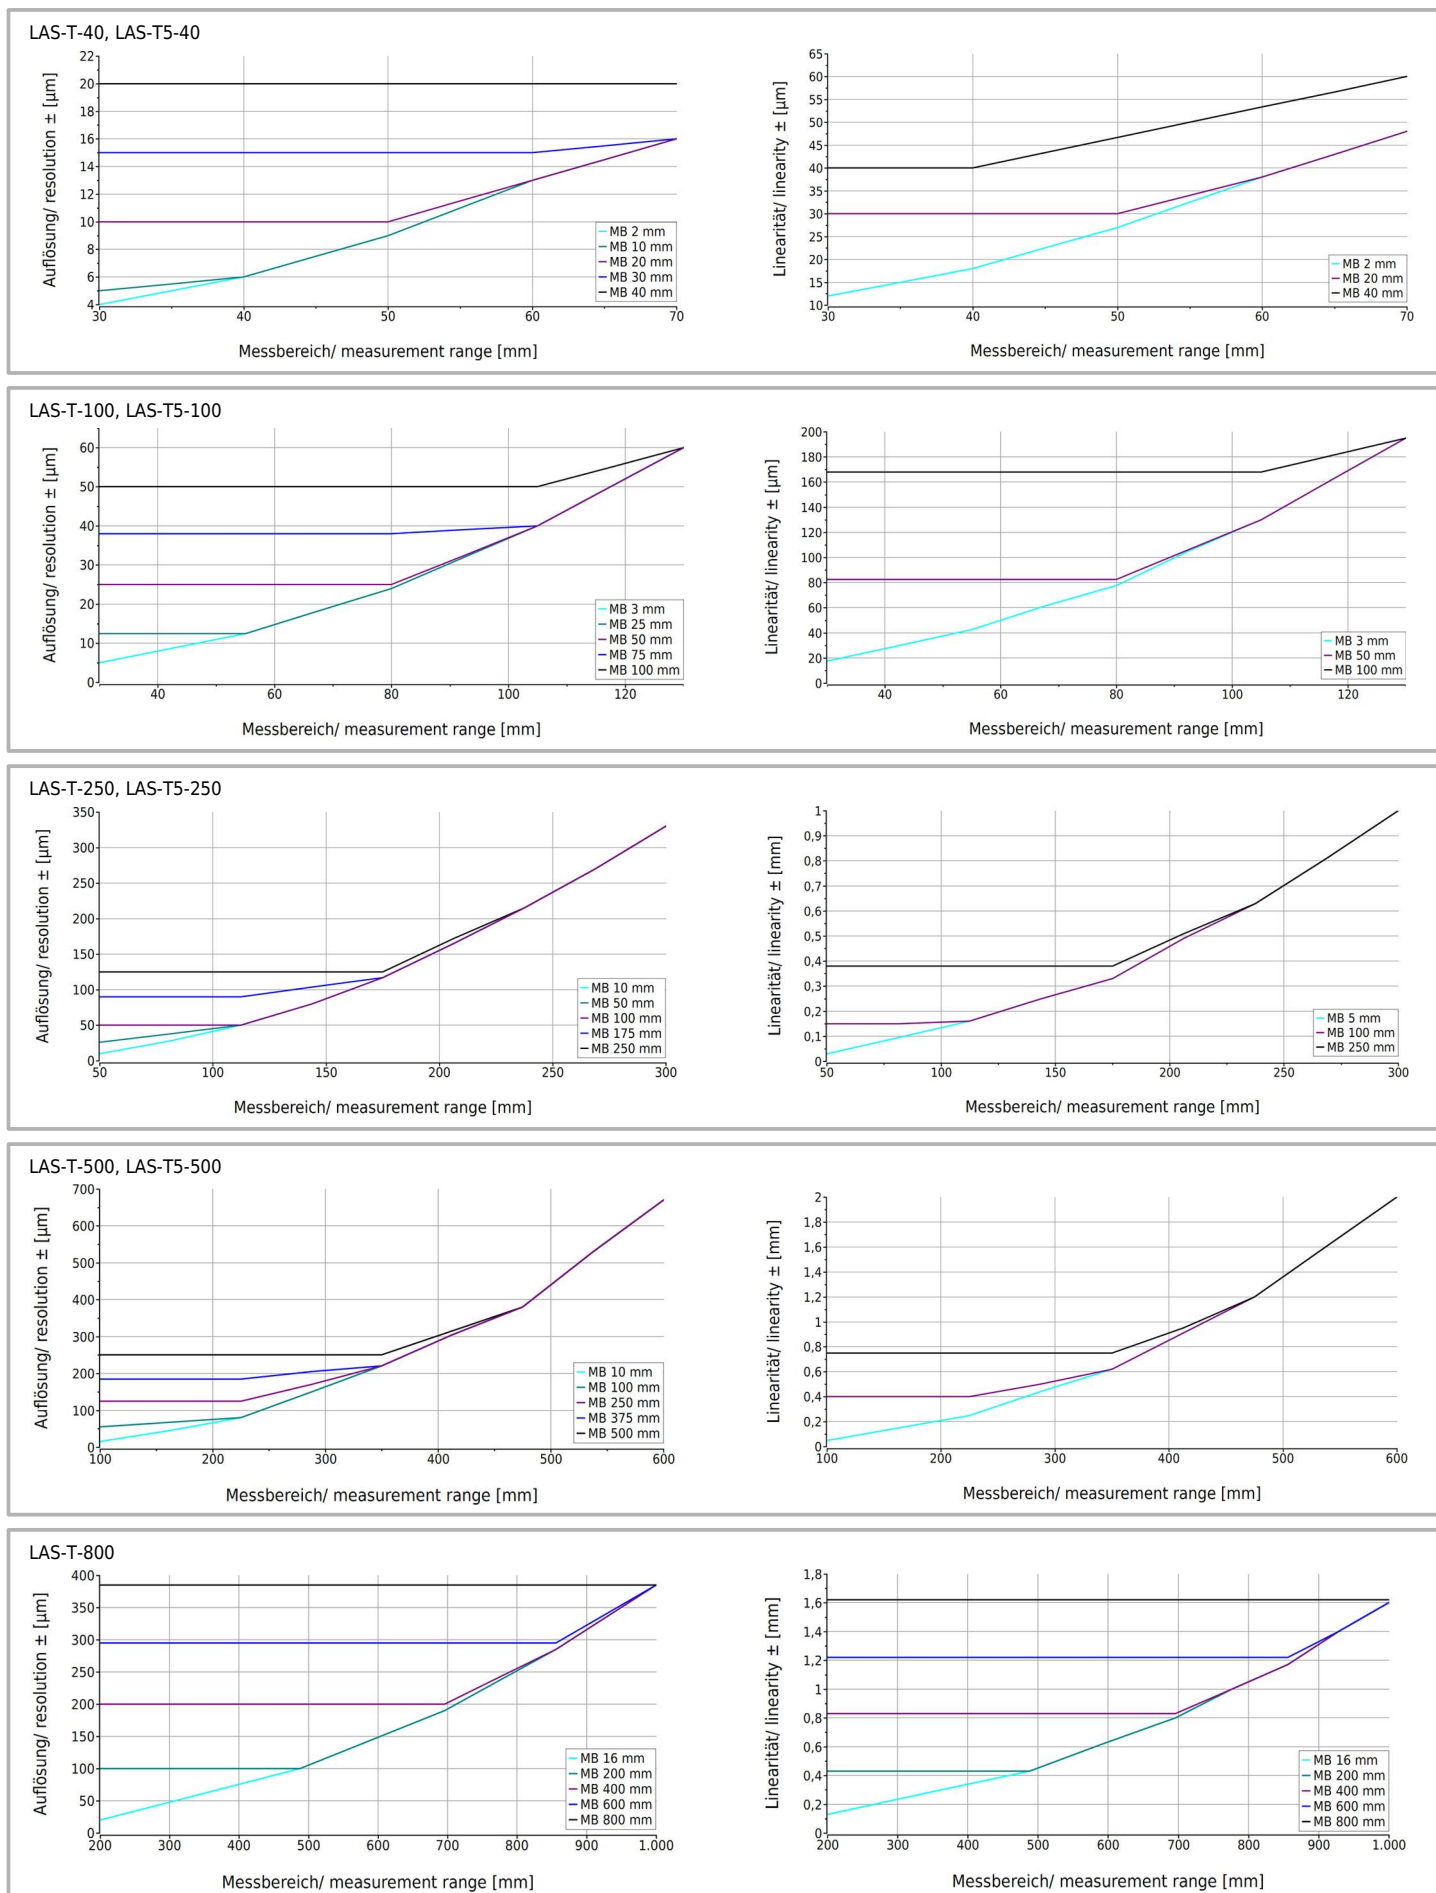 LAS-T-40, LAS-T5-40
Auflösung/ resolution ± [µm]
22
20
18
16
14
12
10
8
6
4
30 40 50 60 70
MB 2 mm
MB 10 mm
MB 20 mm
MB 30 mm
MB 40 mm
Messbereich/ measurement range [mm]
Linearität/ linearity ± [µm]
65
60
55
50
45
40
35
30
25
20
15
10
30 40 50 60 70
MB 2 mm
MB 20 mm
MB 40 mm
Messbereich/ measurement range [mm]
LAS-T-100, LAS-T5-100
Auflösung/ resolution ± [µm]
60
50
40
30
20
10
0
40 60 80 100 120
MB 3 mm
MB 25 mm
MB 50 mm
MB 75 mm
MB 100 mm
Messbereich/ measurement range [mm]
Linearität/ linearity ± [µm]
200
180
160
140
120
100
80
60
40
20
0
40 60 80 100 120
MB 3 mm
MB 50 mm
MB 100 mm
Messbereich/ measurement range [mm]
LAS-T-250, LAS-T5-250
Auflösung/ resolution ± [µm]
350
300
250
200
150
100
50
0
50 100 150 200 250 300
MB 10 mm
MB 50 mm
MB 100 mm
MB 175 mm
MB 250 mm
Messbereich/ measurement range [mm]
Linearität/ linearity ± [mm]
1
0,9
0,8
0,7
0,6
0,5
0,4
0,3
0,2
0,1
0
50 100 150 200 250 300
MB 5 mm
MB 100 mm
MB 250 mm
Messbereich/ measurement range [mm]
LAS-T-500, LAS-T5-500
Auflösung/ resolution ± [µm]
700
600
500
400
300
200
100
0
100 200 300 400 500 600
MB 10 mm
MB 100 mm
MB 250 mm
MB 375 mm
MB 500 mm
Messbereich/ measurement range [mm]
Linearität/ linearity ± [mm]
2
1,8
1,6
1,4
1,2
1
0,8
0,6
0,4
0,2
0
100 200 300 400 500 600
MB 10 mm
MB 250 mm
MB 500 mm
Messbereich/ measurement range [mm]
LAS-T-800
Auflösung/ resolution ± [µm]
400
350
300
250
200
150
100
50
0
200 300 400 500 600 700 800 900 1.000
MB 16 mm
MB 200 mm
MB 400 mm
MB 600 mm
MB 800 mm
Messbereich/ measurement range [mm]
Linearität/ linearity ± [mm]
1,8
1,6
1,4
1,2
1
0,8
0,6
0,4
0,2
0
200 300 400 500 600 700 800 900 1.000
MB 16 mm
MB 200 mm
MB 400 mm
MB 600 mm
MB 800 mm
Messbereich/ measurement range [mm]